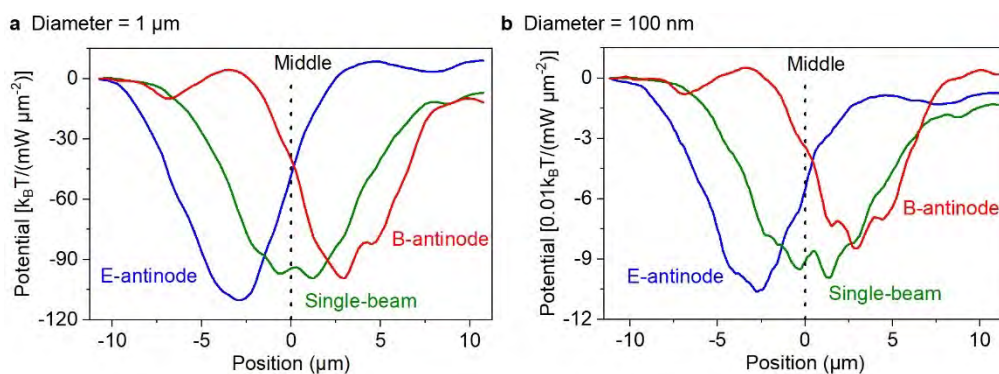 a Diameter = 1 µm
Potential [kBT/(mW µm⁻²)]
0
-30
-60
-90
-120
Middle
E-antinode
B-antinode
Single-beam
-10 -5 0 5 10
Position (µm)
b Diameter = 100 nm
Potential [0.01kBT/(mW µm⁻²)]
0
-3
-6
-9
-12
Middle
B-antinode
E-antinode
Single-beam
-10 -5 0 5 10
Position (µm)